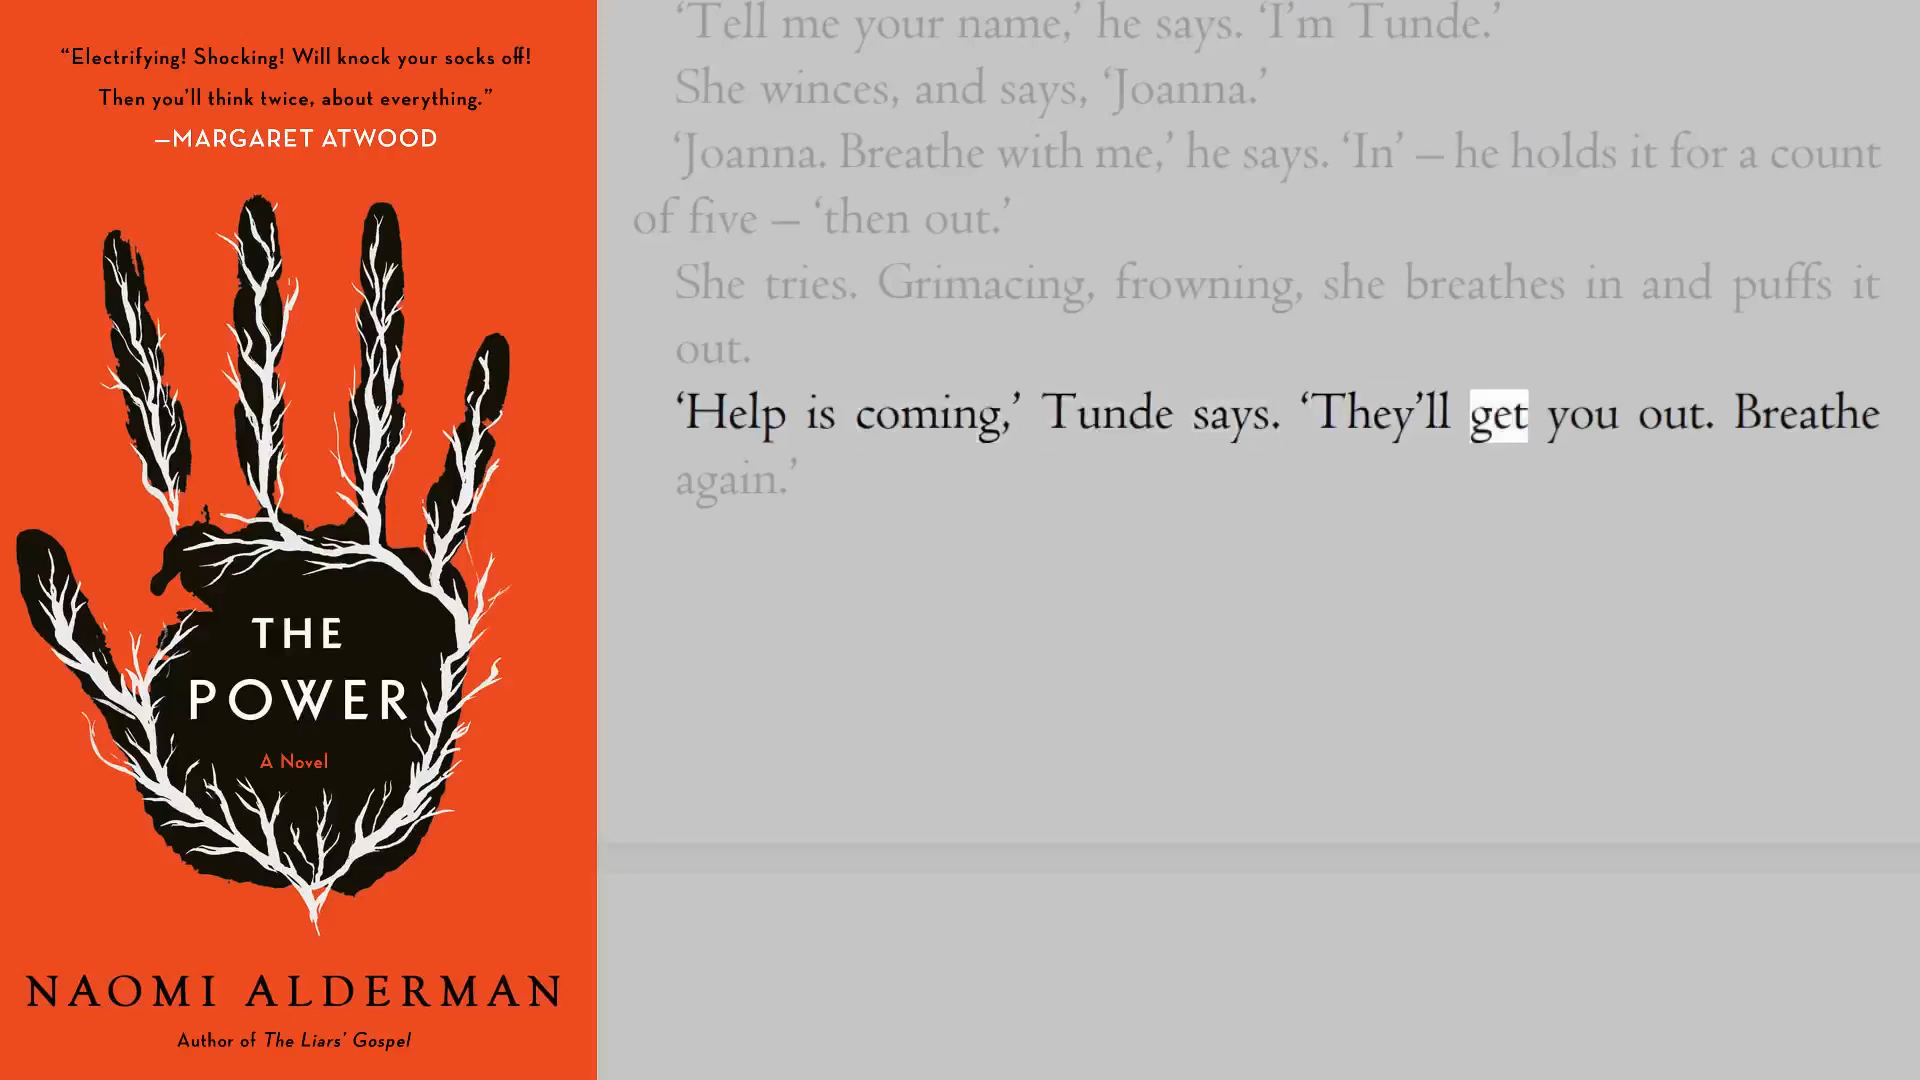 “Electrifying! Shocking! Will knock your socks off!
Then you’ll think twice, about everything.”
—MARGARET ATWOOD
THE
POWER
A Novel
NAOMI ALDERMAN
Author of The Liars’ Gospel
‘Tell me your name,’ he says. ‘I’m Tunde.’
She winces, and says, ‘Joanna.’
‘Joanna. Breathe with me,’ he says. ‘In’ – he holds it for a count
of five – ‘then out.’
She tries. Grimacing, frowning, she breathes in and puffs it
out.
‘Help is coming,’ Tunde says. ‘They’ll get you out. Breathe
again.’